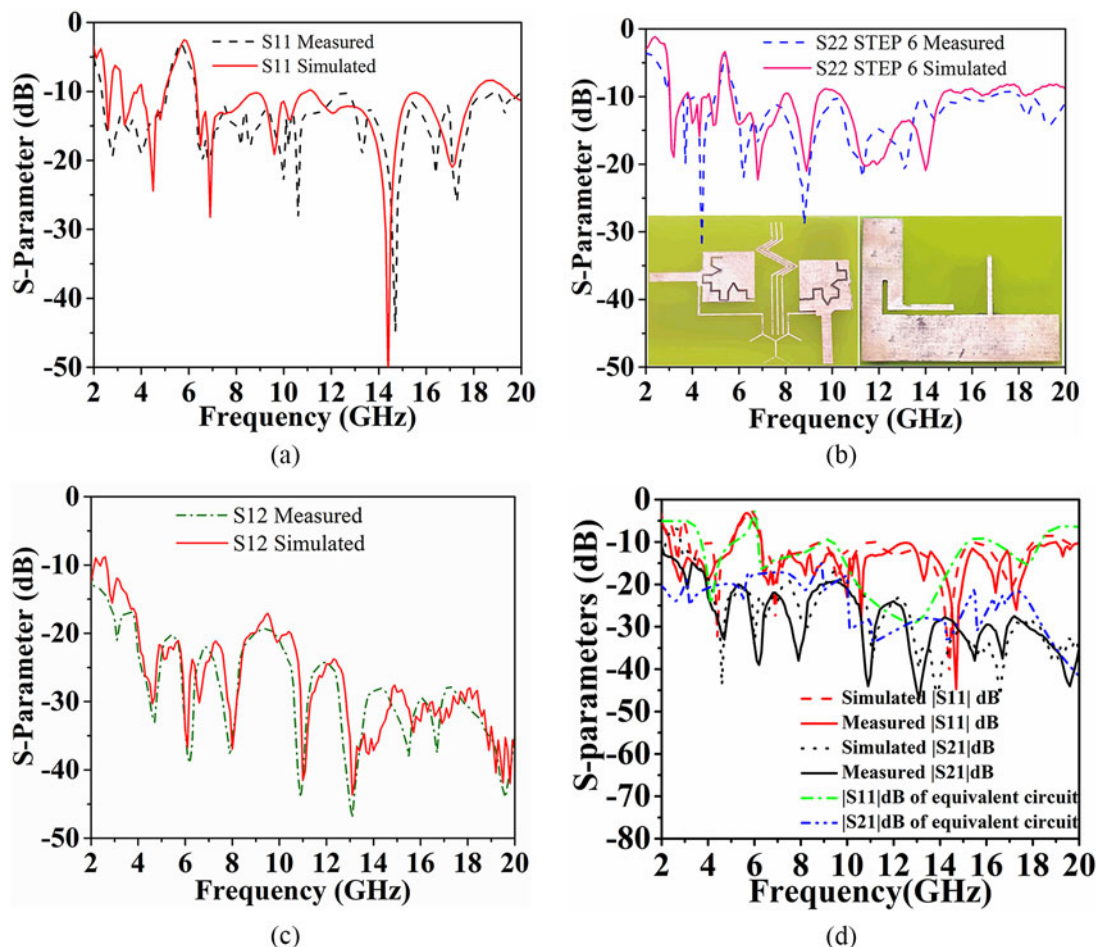 0
-10
-20
-30
-40
-50
S-Parameter (dB)
S11 Measured
S11 Simulated
2 4 6 8 10 12 14 16 18 20
Frequency (GHz)
(a)
0
-10
-20
-30
-40
-50
S-Parameter (dB)
S22 STEP 6 Measured
S22 STEP 6 Simulated
2 4 6 8 10 12 14 16 18 20
Frequency (GHz)
(b)
0
-10
-20
-30
-40
-50
S-Parameter (dB)
S12 Measured
S12 Simulated
2 4 6 8 10 12 14 16 18 20
Frequency (GHz)
(c)
0
-10
-20
-30
-40
-50
-60
-70
-80
S-parameters (dB)
Simulated |S11| dB
Measured |S11| dB
Simulated |S21|dB
Measured |S21|dB
|S11|dB of equivalent circuit
|S21|dB of equivalent circuit
2 4 6 8 10 12 14 16 18 20
Frequency(GHz)
(d)